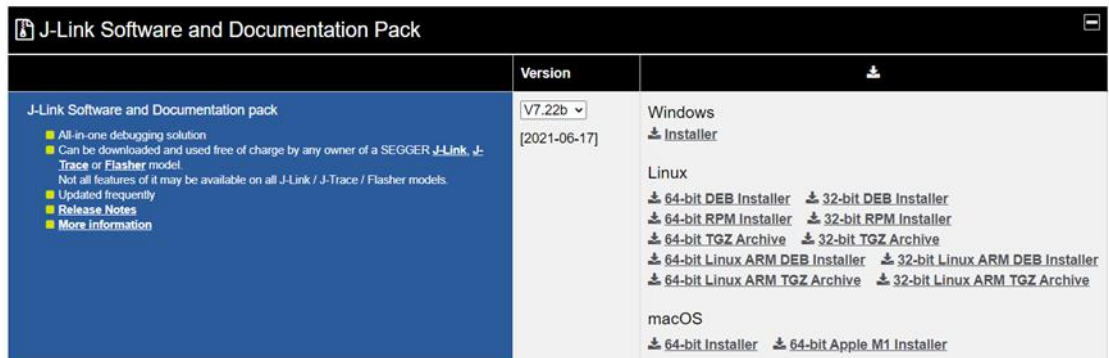 J-Link Software and Documentation Pack
Version
J-Link Software and Documentation pack
All-in-one debugging solution
Can be downloaded and used free of charge by any owner of a SEGGER J-Link, J-
Trace or Flasher model.
Not all features of it may be available on all J-Link / J-Trace / Flasher models.
Updated frequently
Release Notes
More information
V7.22b
[2021-06-17]
Windows
Installer
Linux
64-bit DEB Installer 32-bit DEB Installer
64-bit RPM Installer 32-bit RPM Installer
64-bit TGZ Archive 32-bit TGZ Archive
64-bit Linux ARM DEB Installer 32-bit Linux ARM DEB Installer
64-bit Linux ARM TGZ Archive 32-bit Linux ARM TGZ Archive
macOS
64-bit Installer 64-bit Apple M1 Installer